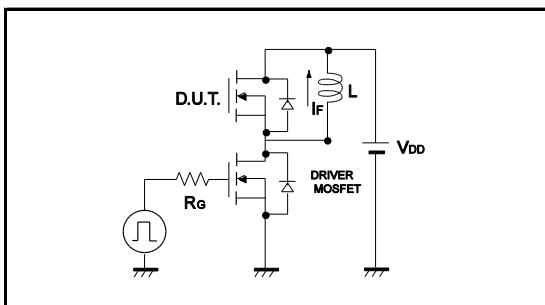 D.U.T.
IF
L
VDD
DRIVER
MOSFET
RG